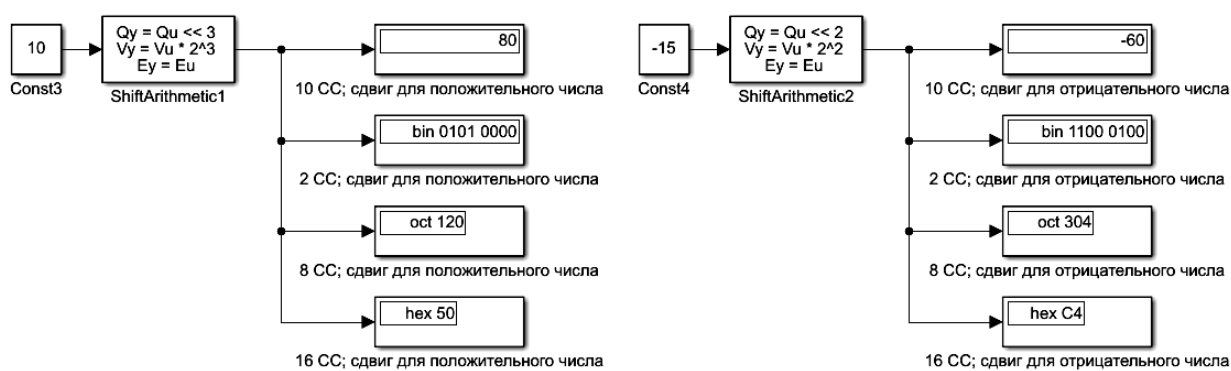 10
Const3
Qy = Qu << 3
Vy = Vu * 2^3
Ey = Eu
ShiftArithmetic1
80
10 СС; сдвиг для положительного числа
bin 0101 0000
2 СС; сдвиг для положительного числа
oct 120
8 СС; сдвиг для положительного числа
hex 50
16 СС; сдвиг для положительного числа
-15
Const4
Qy = Qu << 2
Vy = Vu * 2^2
Ey = Eu
ShiftArithmetic2
-60
10 СС; сдвиг для отрицательного числа
bin 1100 0100
2 СС; сдвиг для отрицательного числа
oct 304
8 СС; сдвиг для отрицательного числа
hex C4
16 СС; сдвиг для отрицательного числа